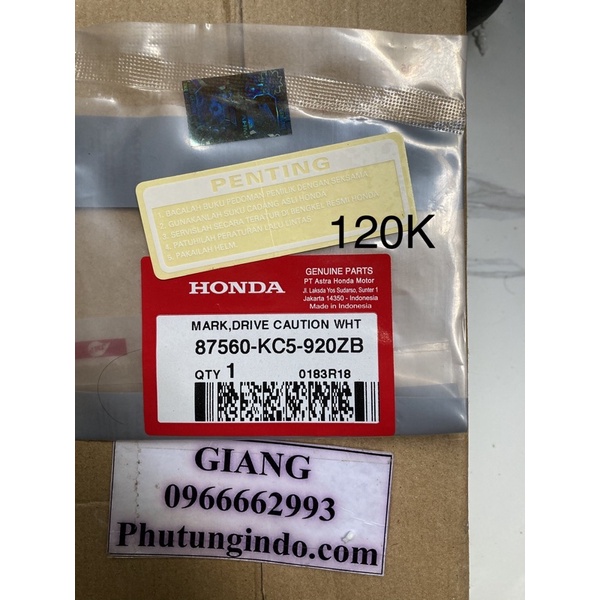 PENTING
1. BACALAH BUKU PEDOMAN PEMILIK DENGAN SEKSAMA
2. GUNAKANLAH SUKU CADANG ASLI HONDA
3. SERVISLAH SECARA TERATUR DI BENGKEL RESMI HONDA
4. PATUHILAH PERATURAN LALU LINTAS
5. PAKAILAH HELM
120K
HONDA
GENUINE PARTS
PT Astra Honda Motor
Jl. Laksda Yos Sudarso, Sunter 1
Jakarta 14350 - Indonesia
Made in Indonesia
MARK,DRIVE CAUTION WHT
87560-KC5-920ZB
QTY 1
0183R18
GIANG
0966662993
Phutungindo.com